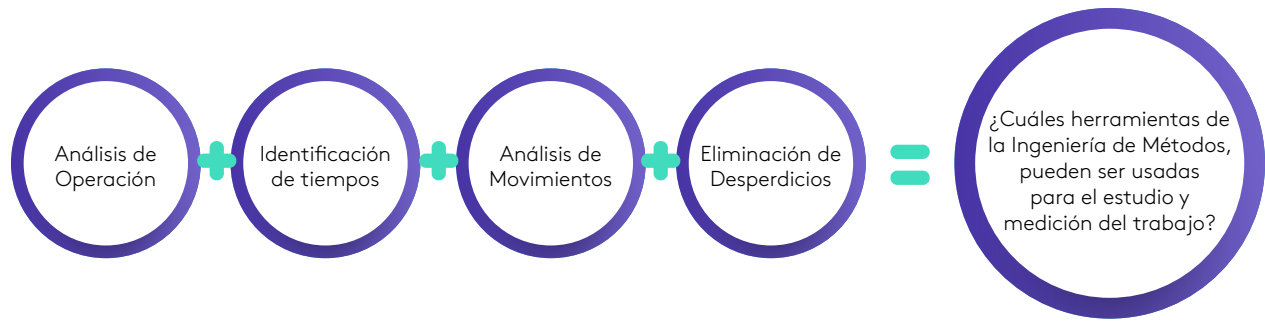 Análisis de
Operación
Identificación
de tiempos
Análisis de
Movimientos
Eliminación de
Desperdicios
¿Cuáles herramientas de
la Ingeniería de Métodos,
pueden ser usadas
para el estudio y
medición del trabajo?